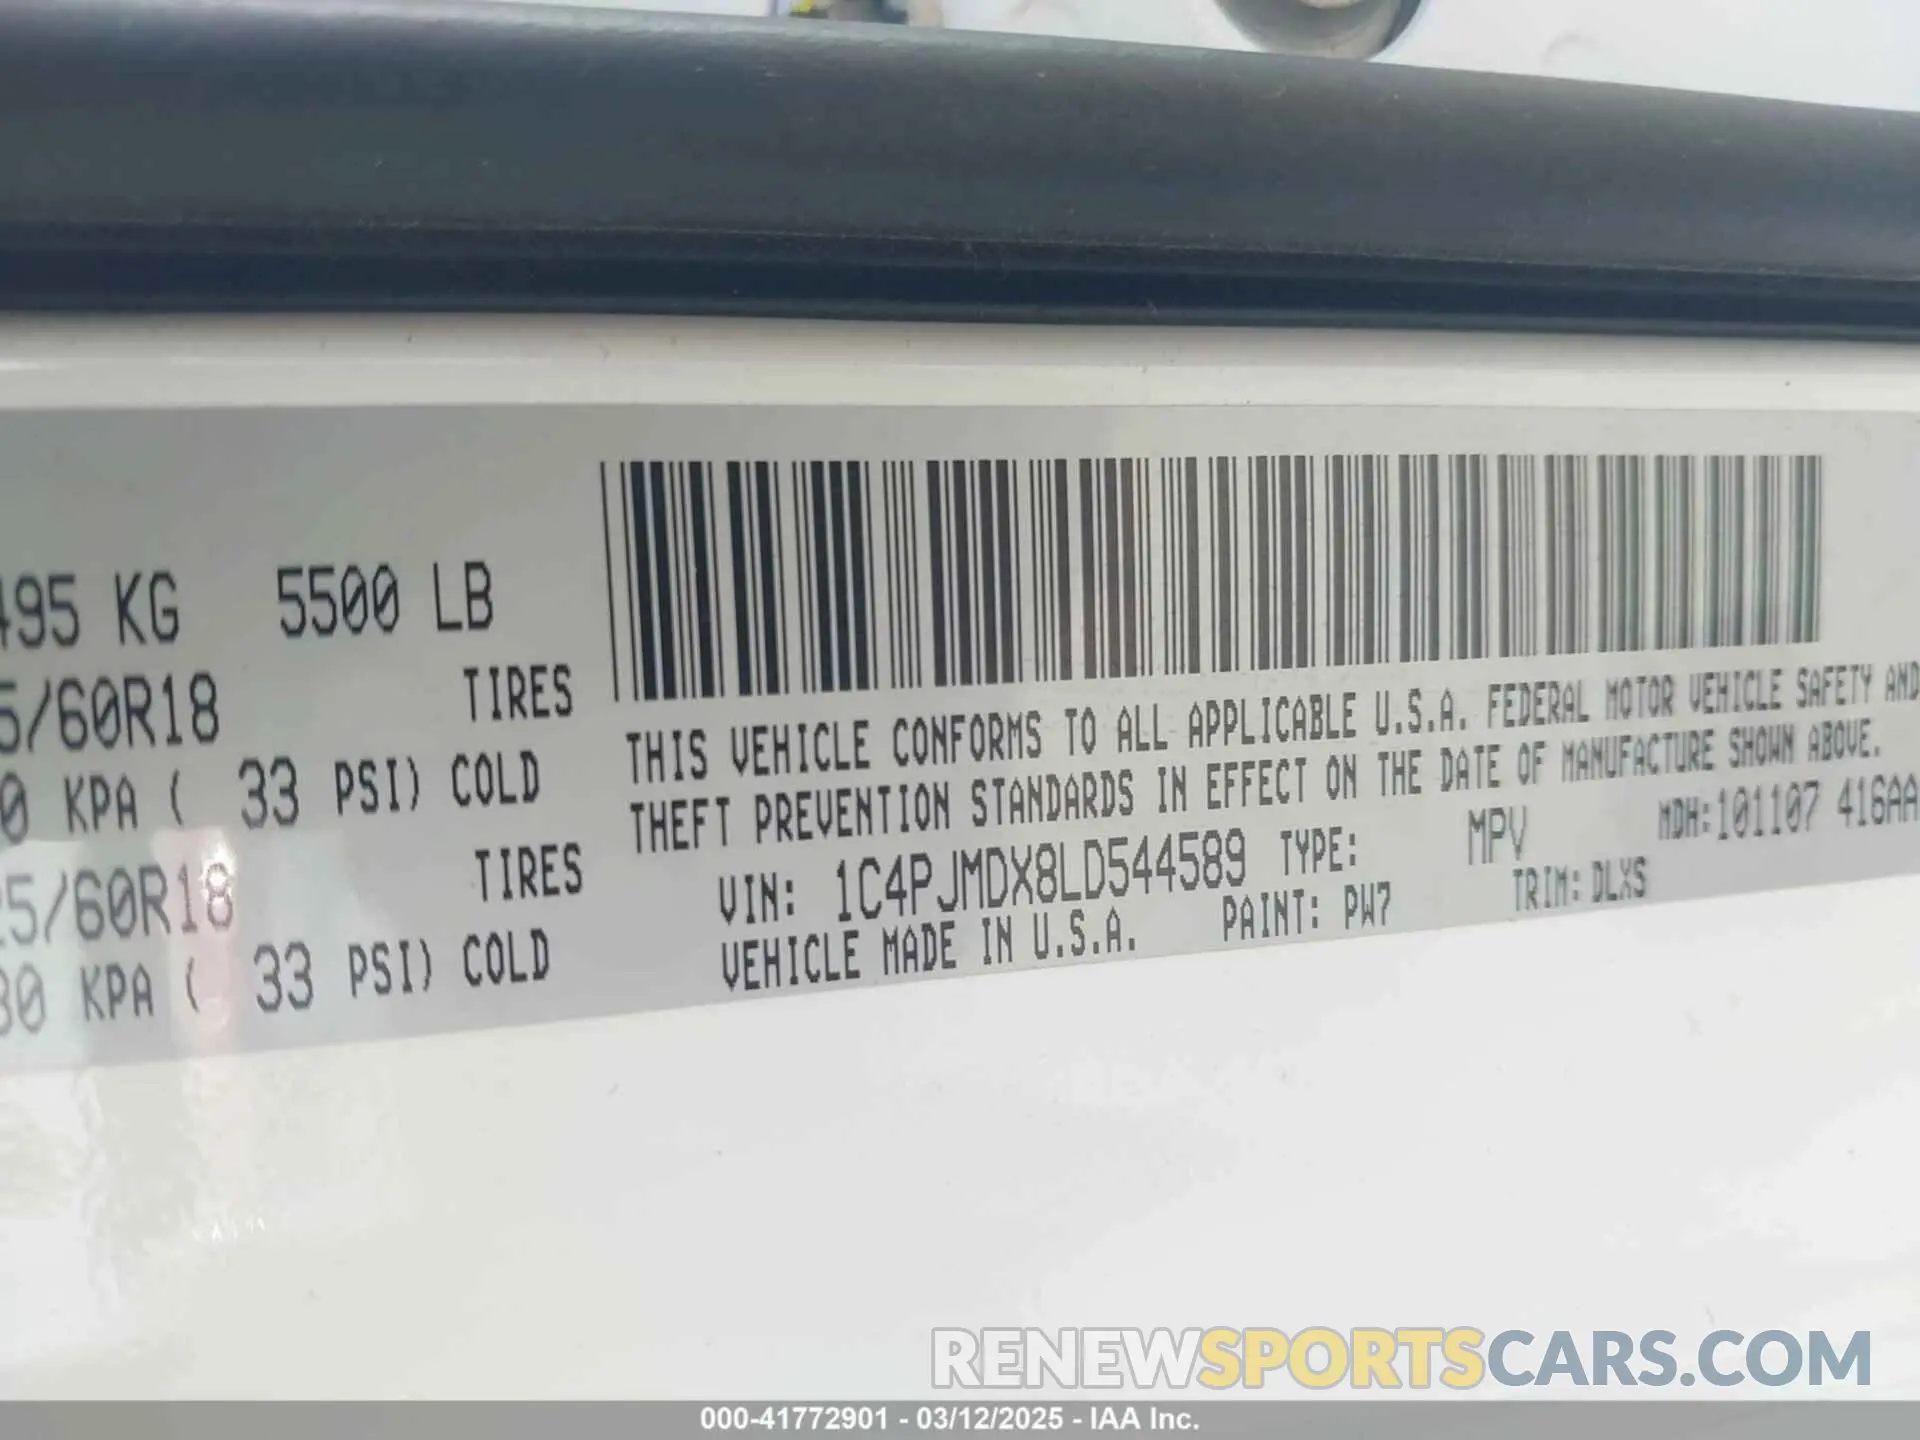 495 KG 5500 LB
5/60R18 TIRES
0 KPA ( 33 PSI) COLD
25/60R18 TIRES
30 KPA ( 33 PSI) COLD
THIS VEHICLE CONFORMS TO ALL APPLICABLE U.S.A. FEDERAL MOTOR VEHICLE SAFETY AND
THEFT PREVENTION STANDARDS IN EFFECT ON THE DATE OF MANUFACTURE SHOWN ABOVE.
VIN: 1C4PJMDX8LD544589 TYPE: MPV MDH:101107 416AA
VEHICLE MADE IN U.S.A. PAINT: PW7 TRIM: DLXS
RENEWSPORTSCARS.COM
000-41772901 - 03/12/2025 - IAA Inc.